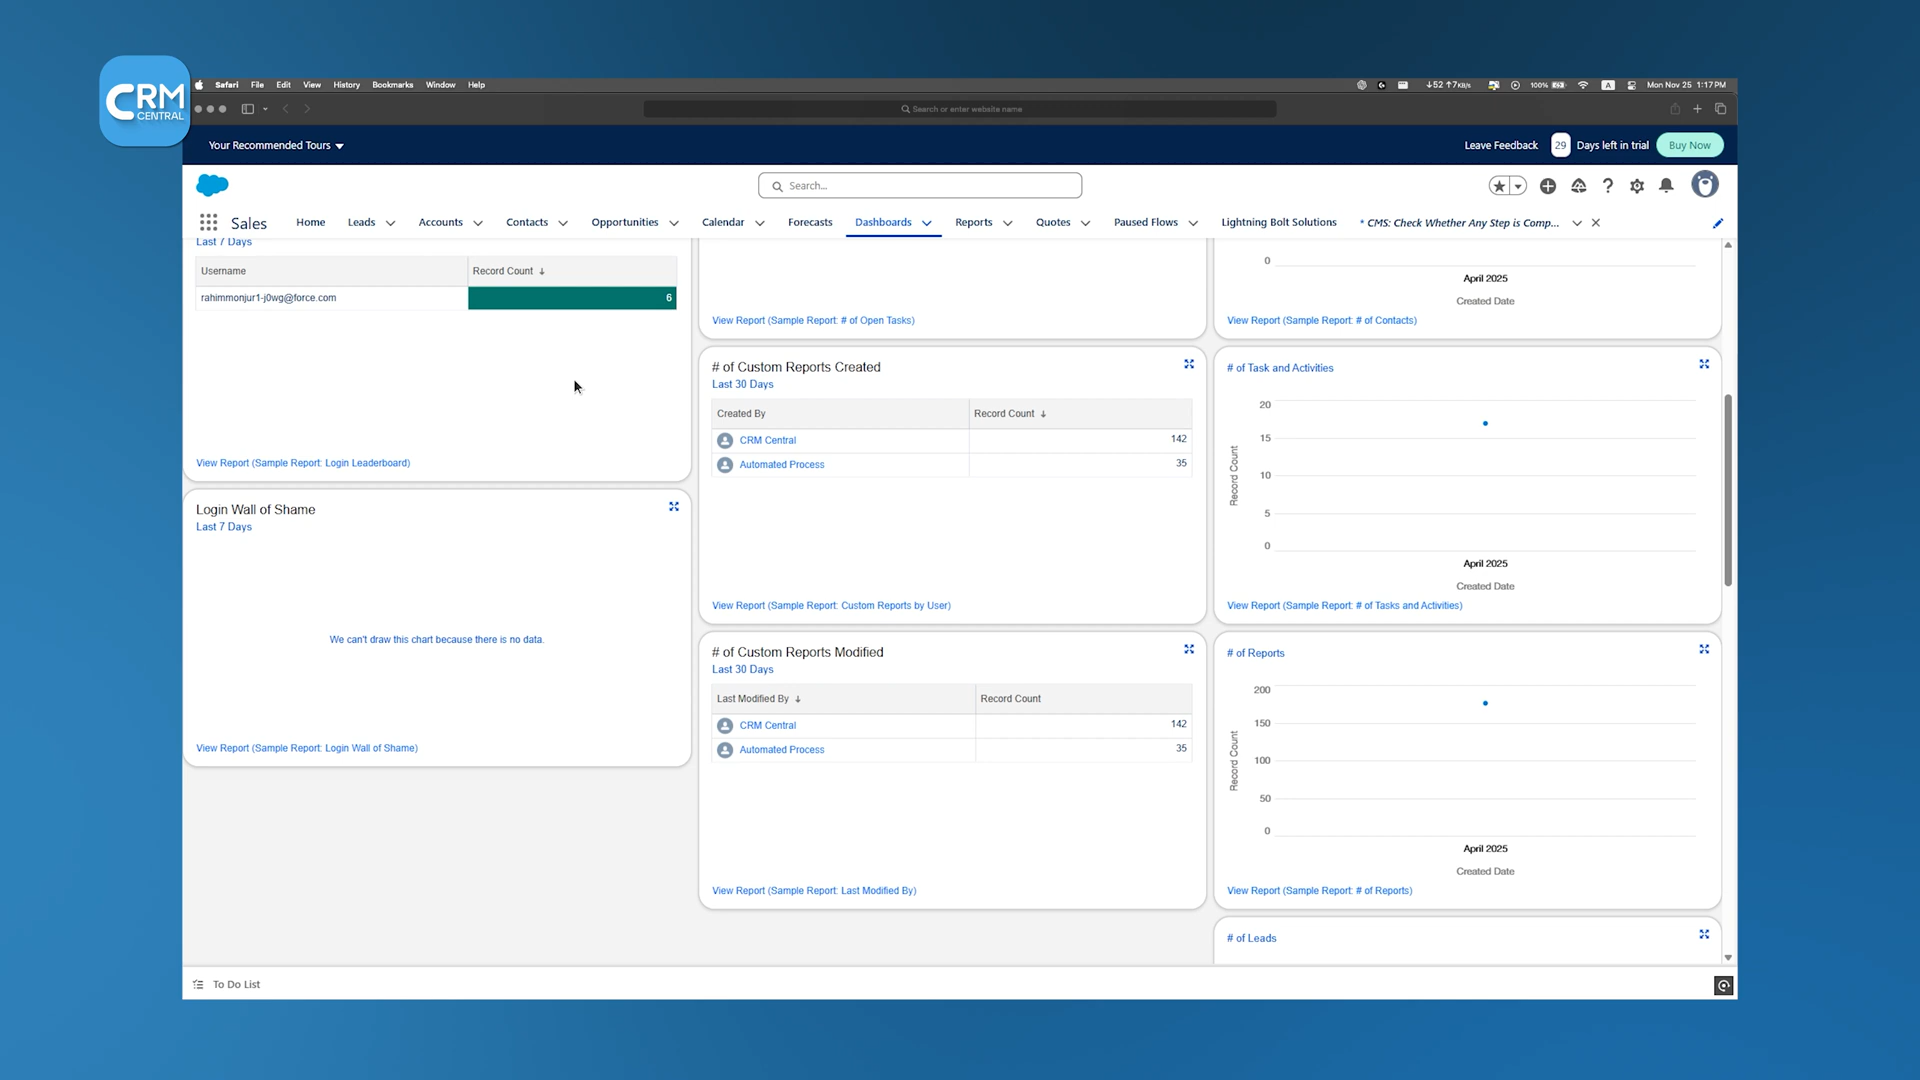 CRM
CENTRAL
Safari File Edit View History Bookmarks Window Help
↓52 ↑7KB/s 100% A Mon Nov 25 1:17 PM
Search or enter website name
Your Recommended Tours
Leave Feedback 29 Days left in trial Buy Now
Search...
Sales Home Leads Accounts Contacts Opportunities Calendar Forecasts Dashboards Reports Quotes Paused Flows Lightning Bolt Solutions * CMS: Check Whether Any Step is Comp...
Last 7 Days
Username Record Count ↓
rahimmonjur1-j0wg@force.com 6
View Report (Sample Report: Login Leaderboard)
Login Wall of Shame
Last 7 Days
We can't draw this chart because there is no data.
View Report (Sample Report: Login Wall of Shame)
View Report (Sample Report: # of Open Tasks)
# of Custom Reports Created
Last 30 Days
Created By Record Count ↓
CRM Central 142
Automated Process 35
View Report (Sample Report: Custom Reports by User)
# of Custom Reports Modified
Last 30 Days
Last Modified By ↓ Record Count
CRM Central 142
Automated Process 35
View Report (Sample Report: Last Modified By)
0
April 2025
Created Date
View Report (Sample Report: # of Contacts)
# of Task and Activities
20
15
10
5
0
Record Count
April 2025
Created Date
View Report (Sample Report: # of Tasks and Activities)
# of Reports
200
150
100
50
0
Record Count
April 2025
Created Date
View Report (Sample Report: # of Reports)
# of Leads
To Do List